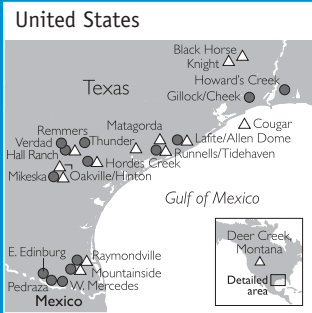 United States
Black Horse
Knight
Howard's Creek
Texas
Gillock/Cheek
Matagorda
Cougar
Remmers
Thunder
Lafite/Allen Dome
Verdad
Runnells/Tidehaven
Hall Ranch
Hordes Creek
Mikeska
Oakville/Hinton
Gulf of Mexico
Deer Creek,
Montana
E. Edinburg
Raymondville
Mountainside
Detailed
area
Pedraza
W. Mercedes
Mexico